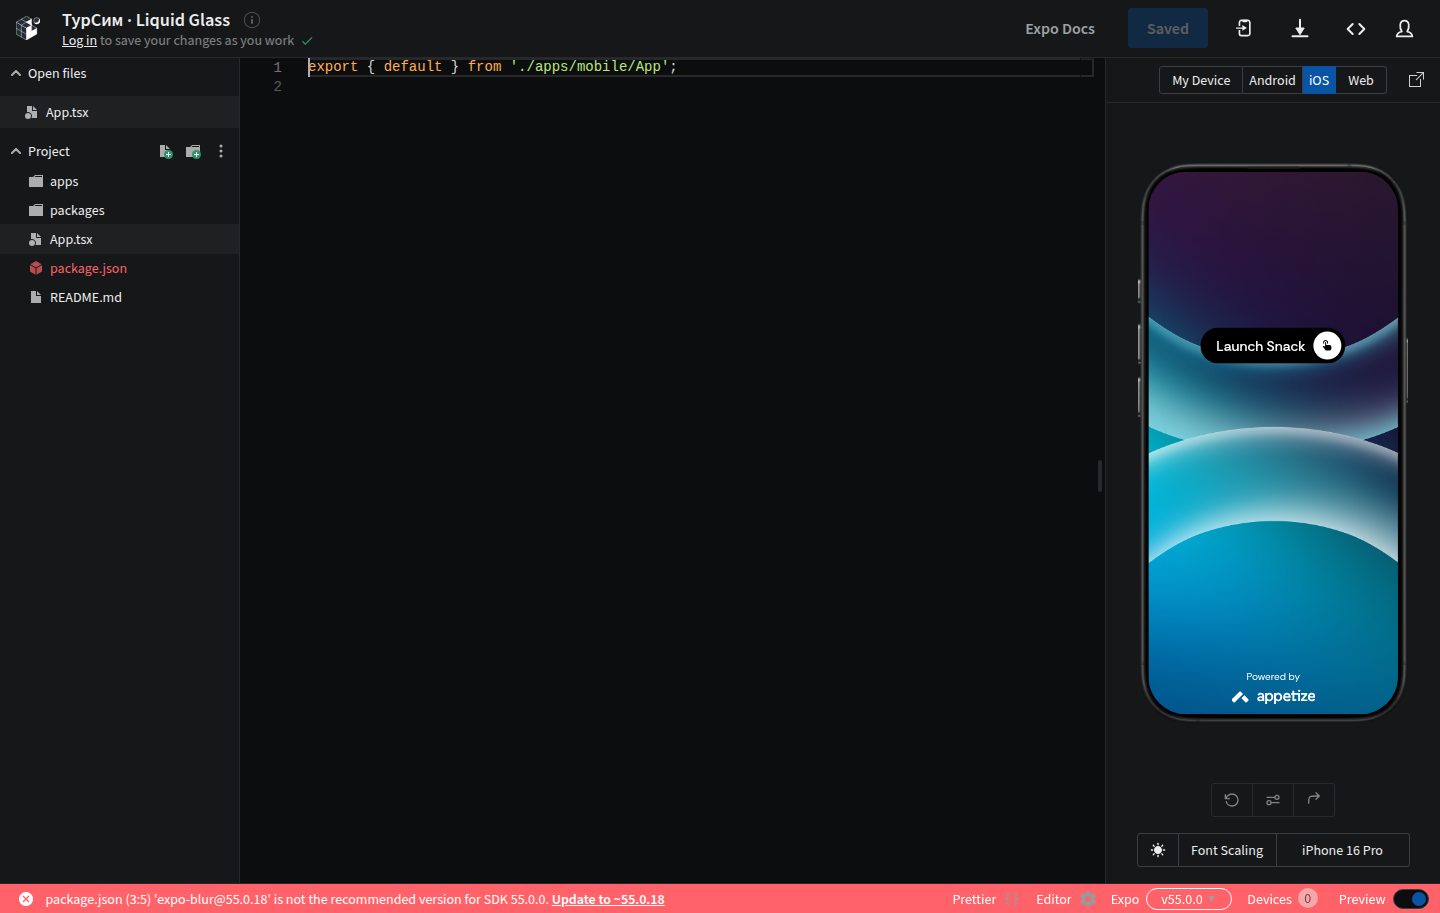 ТурСим · Liquid Glass
Log in to save your changes as you work
Expo Docs
Saved
Open files
App.tsx
Project
apps
packages
App.tsx
package.json
README.md
1 export { default } from './apps/mobile/App';
2
My Device
Android
iOS
Web
Launch Snack
Powered by
appetize
Font Scaling
iPhone 16 Pro
package.json (3:5) 'expo-blur@55.0.18' is not the recommended version for SDK 55.0.0. Update to ~55.0.18
Prettier
Editor
Expo
v55.0.0
Devices
0
Preview